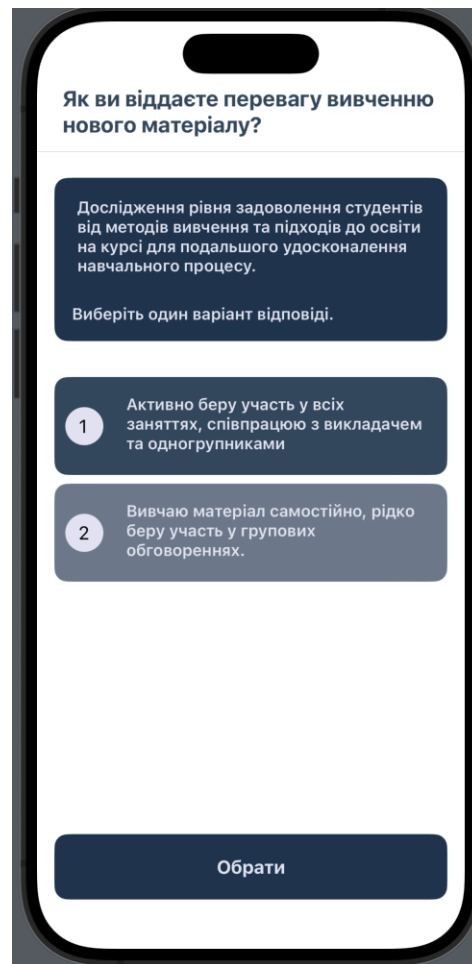 Як ви віддаєте перевагу вивченню
нового матеріалу?
Дослідження рівня задоволення студентів
від методів вивчення та підходів до освіти
на курсі для подальшого удосконалення
навчального процесу.
Виберіть один варіант відповіді.
1
Активно беру участь у всіх
заняттях, співпрацюю з викладачем
та одногрупниками
2
Вивчаю матеріал самостійно, рідко
беру участь у групових
обговореннях.
Обрати